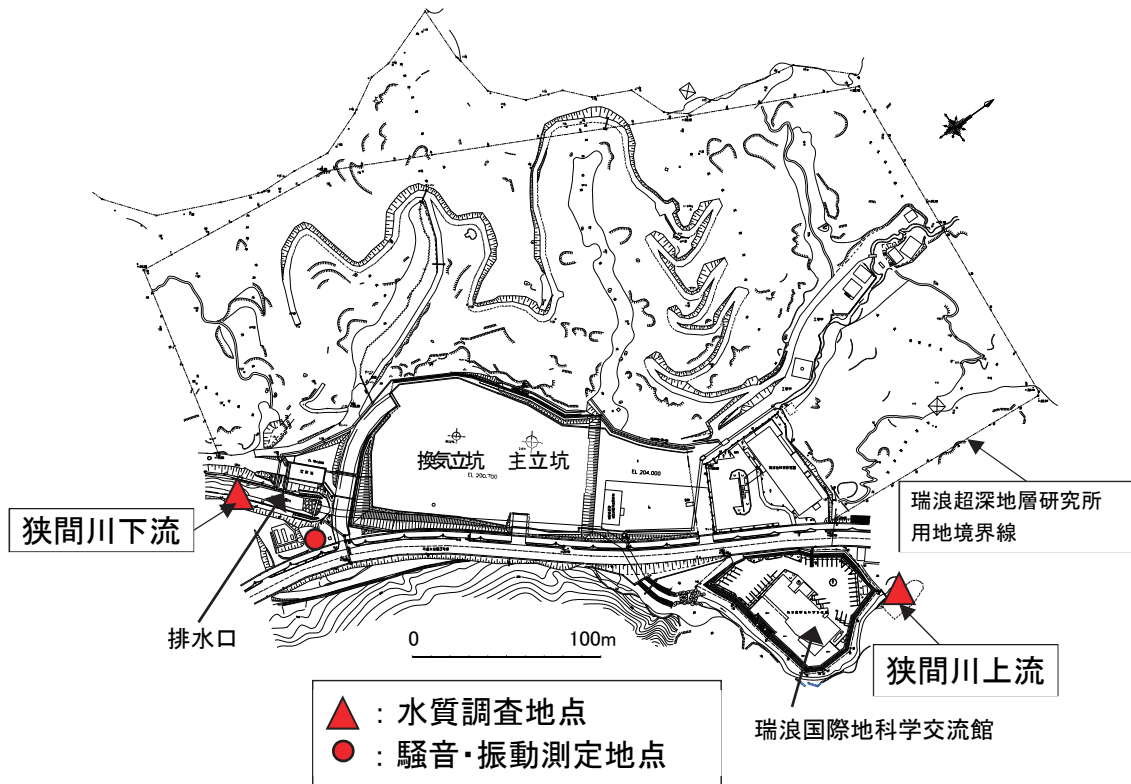 換気立坑
主立坑
EL 200.700
EL 204.000
瑞浪超深地層研究所
用地境界線
狭間川下流
排水口
0
100m
狭間川上流
瑞浪国際地科学交流館
：水質調査地点
：騒音・振動測定地点